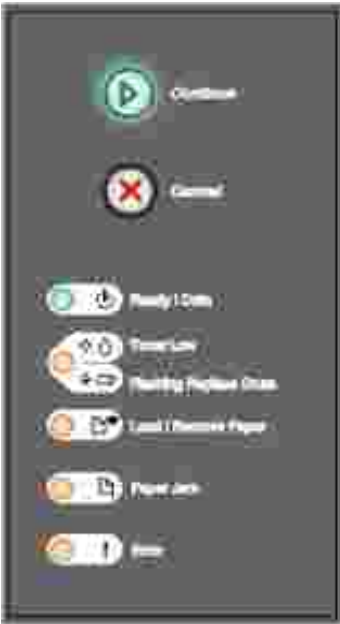 Continue
Cancel
Ready / Data
Toner Low
Flashing Replace Drum
Load / Remove Paper
Paper Jam
Error